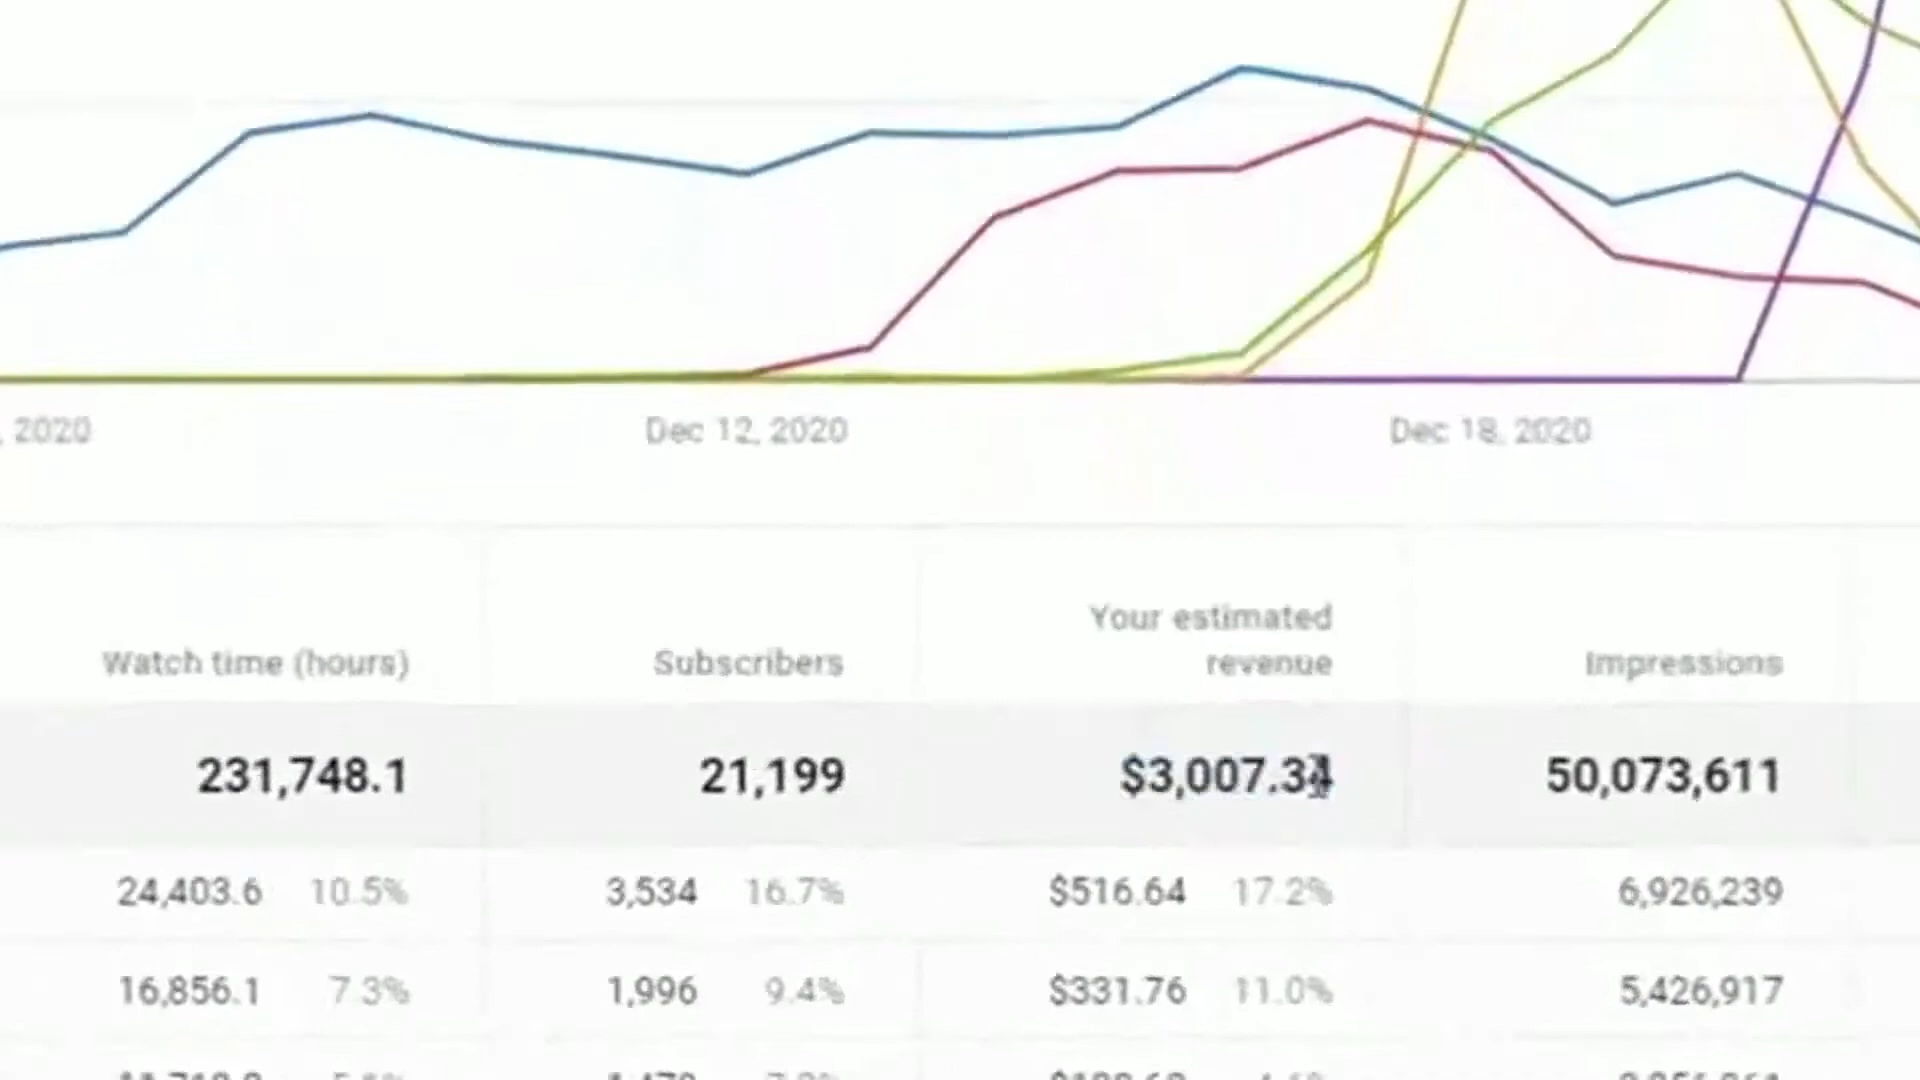 , 2020 Dec 12, 2020 Dec 18, 2020
Your estimated
Watch time (hours) Subscribers revenue Impressions
231,748.1 21,199 $3,007.34 50,073,611
24,403.6 10.5% 3,534 16.7% $516.64 17.2% 6,926,239
16,856.1 7.3% 1,996 9.4% $331.76 11.0% 5,426,917